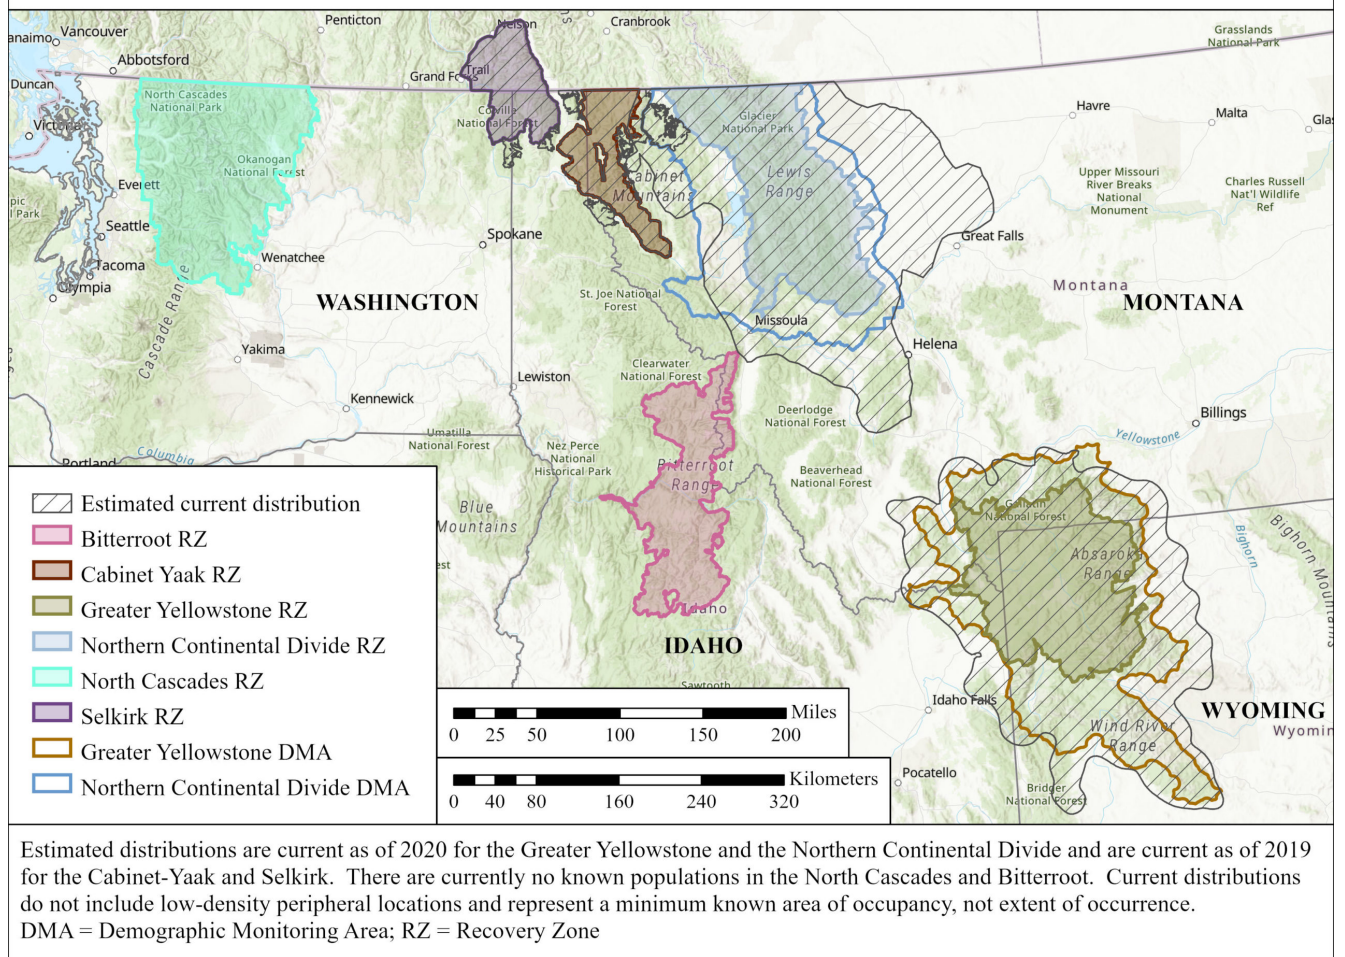 Penticton
Nelson
Cranbrook
anaimo
Vancouver
Abbotsford
Grasslands
National Park
Duncan
Grand Fo
Trail
North Cascades
National Park
Colville
National Forest
Glacier
National Park
Havre
Malta
Glas
Victoria
Okanogan
National Forest
Everett
Cabinet
Mountains
Lewis
Range
Upper Missouri
River Breaks
National
Monument
Charles Russell
Nat'l Wildlife
Ref
pic
l Park
Seattle
Spokane
Great Falls
Tacoma
Wenatchee
Olympia
St. Joe National
Forest
Montana
WASHINGTON
MONTANA
Cascade Range
Missoula
Yakima
Helena
Clearwater
National Forest
Lewiston
Kennewick
Deerlodge
National Forest
Billings
Umatilla
National Forest
Yellowstone
Columbia
Portland
Nez Perce
National
Historical Park
Bitterroot
Range
Beaverhead
National Forest
Blue
Mountains
Gallatin
National Forest
Absaroka
Range
Bighorn
Bighorn Mountains
est
Idaho
IDAHO
Sawtooth
Idaho Falls
WYOMING
Wyomin
Wind River
Range
Pocatello
Bridger
National Forest
Estimated current distribution
Bitterroot RZ
Cabinet Yaak RZ
Greater Yellowstone RZ
Northern Continental Divide RZ
North Cascades RZ
Selkirk RZ
Greater Yellowstone DMA
Northern Continental Divide DMA
Miles
0 25 50 100 150 200
Kilometers
0 40 80 160 240 320
Estimated distributions are current as of 2020 for the Greater Yellowstone and the Northern Continental Divide and are current as of 2019
for the Cabinet-Yaak and Selkirk. There are currently no known populations in the North Cascades and Bitterroot. Current distributions
do not include low-density peripheral locations and represent a minimum known area of occupancy, not extent of occurrence.
DMA = Demographic Monitoring Area; RZ = Recovery Zone